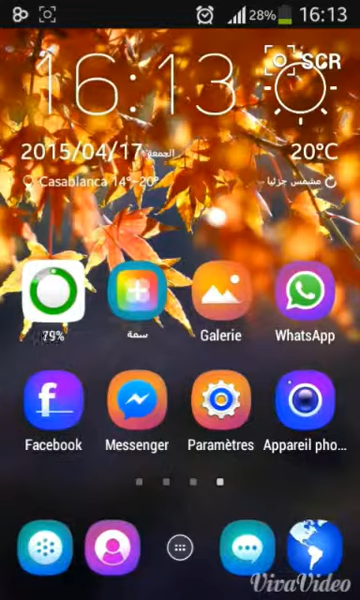 28% 16:13
16:13
SCR
2015/04/17 الجمعة
20°C
Casablanca 14°~20°
مشمس جزئيا
79%
سمة
Galerie
WhatsApp
Facebook
Messenger
Paramètres
Appareil pho...
VivaVideo